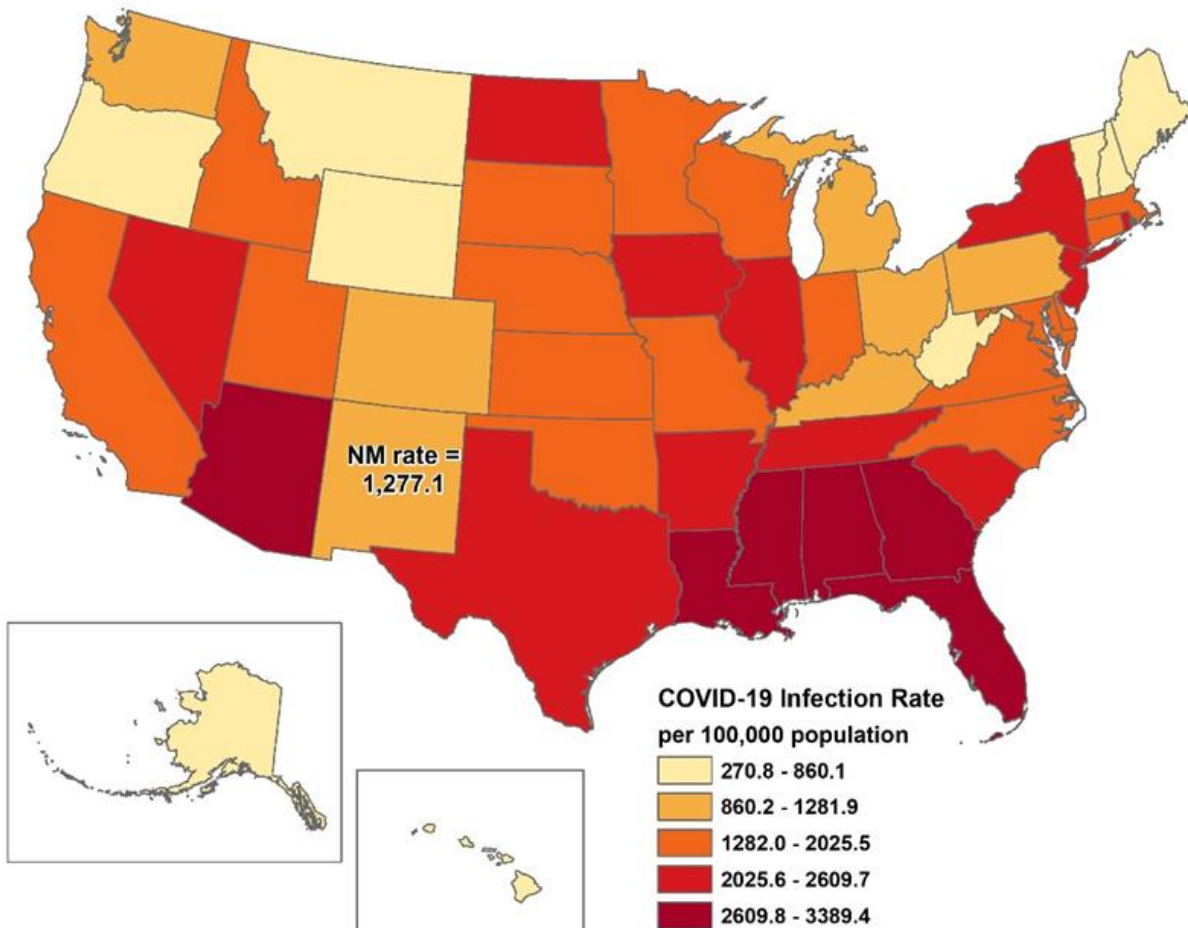 NM rate =
1,277.1
COVID-19 Infection Rate
per 100,000 population
270.8 - 860.1
860.2 - 1281.9
1282.0 - 2025.5
2025.6 - 2609.7
2609.8 - 3389.4